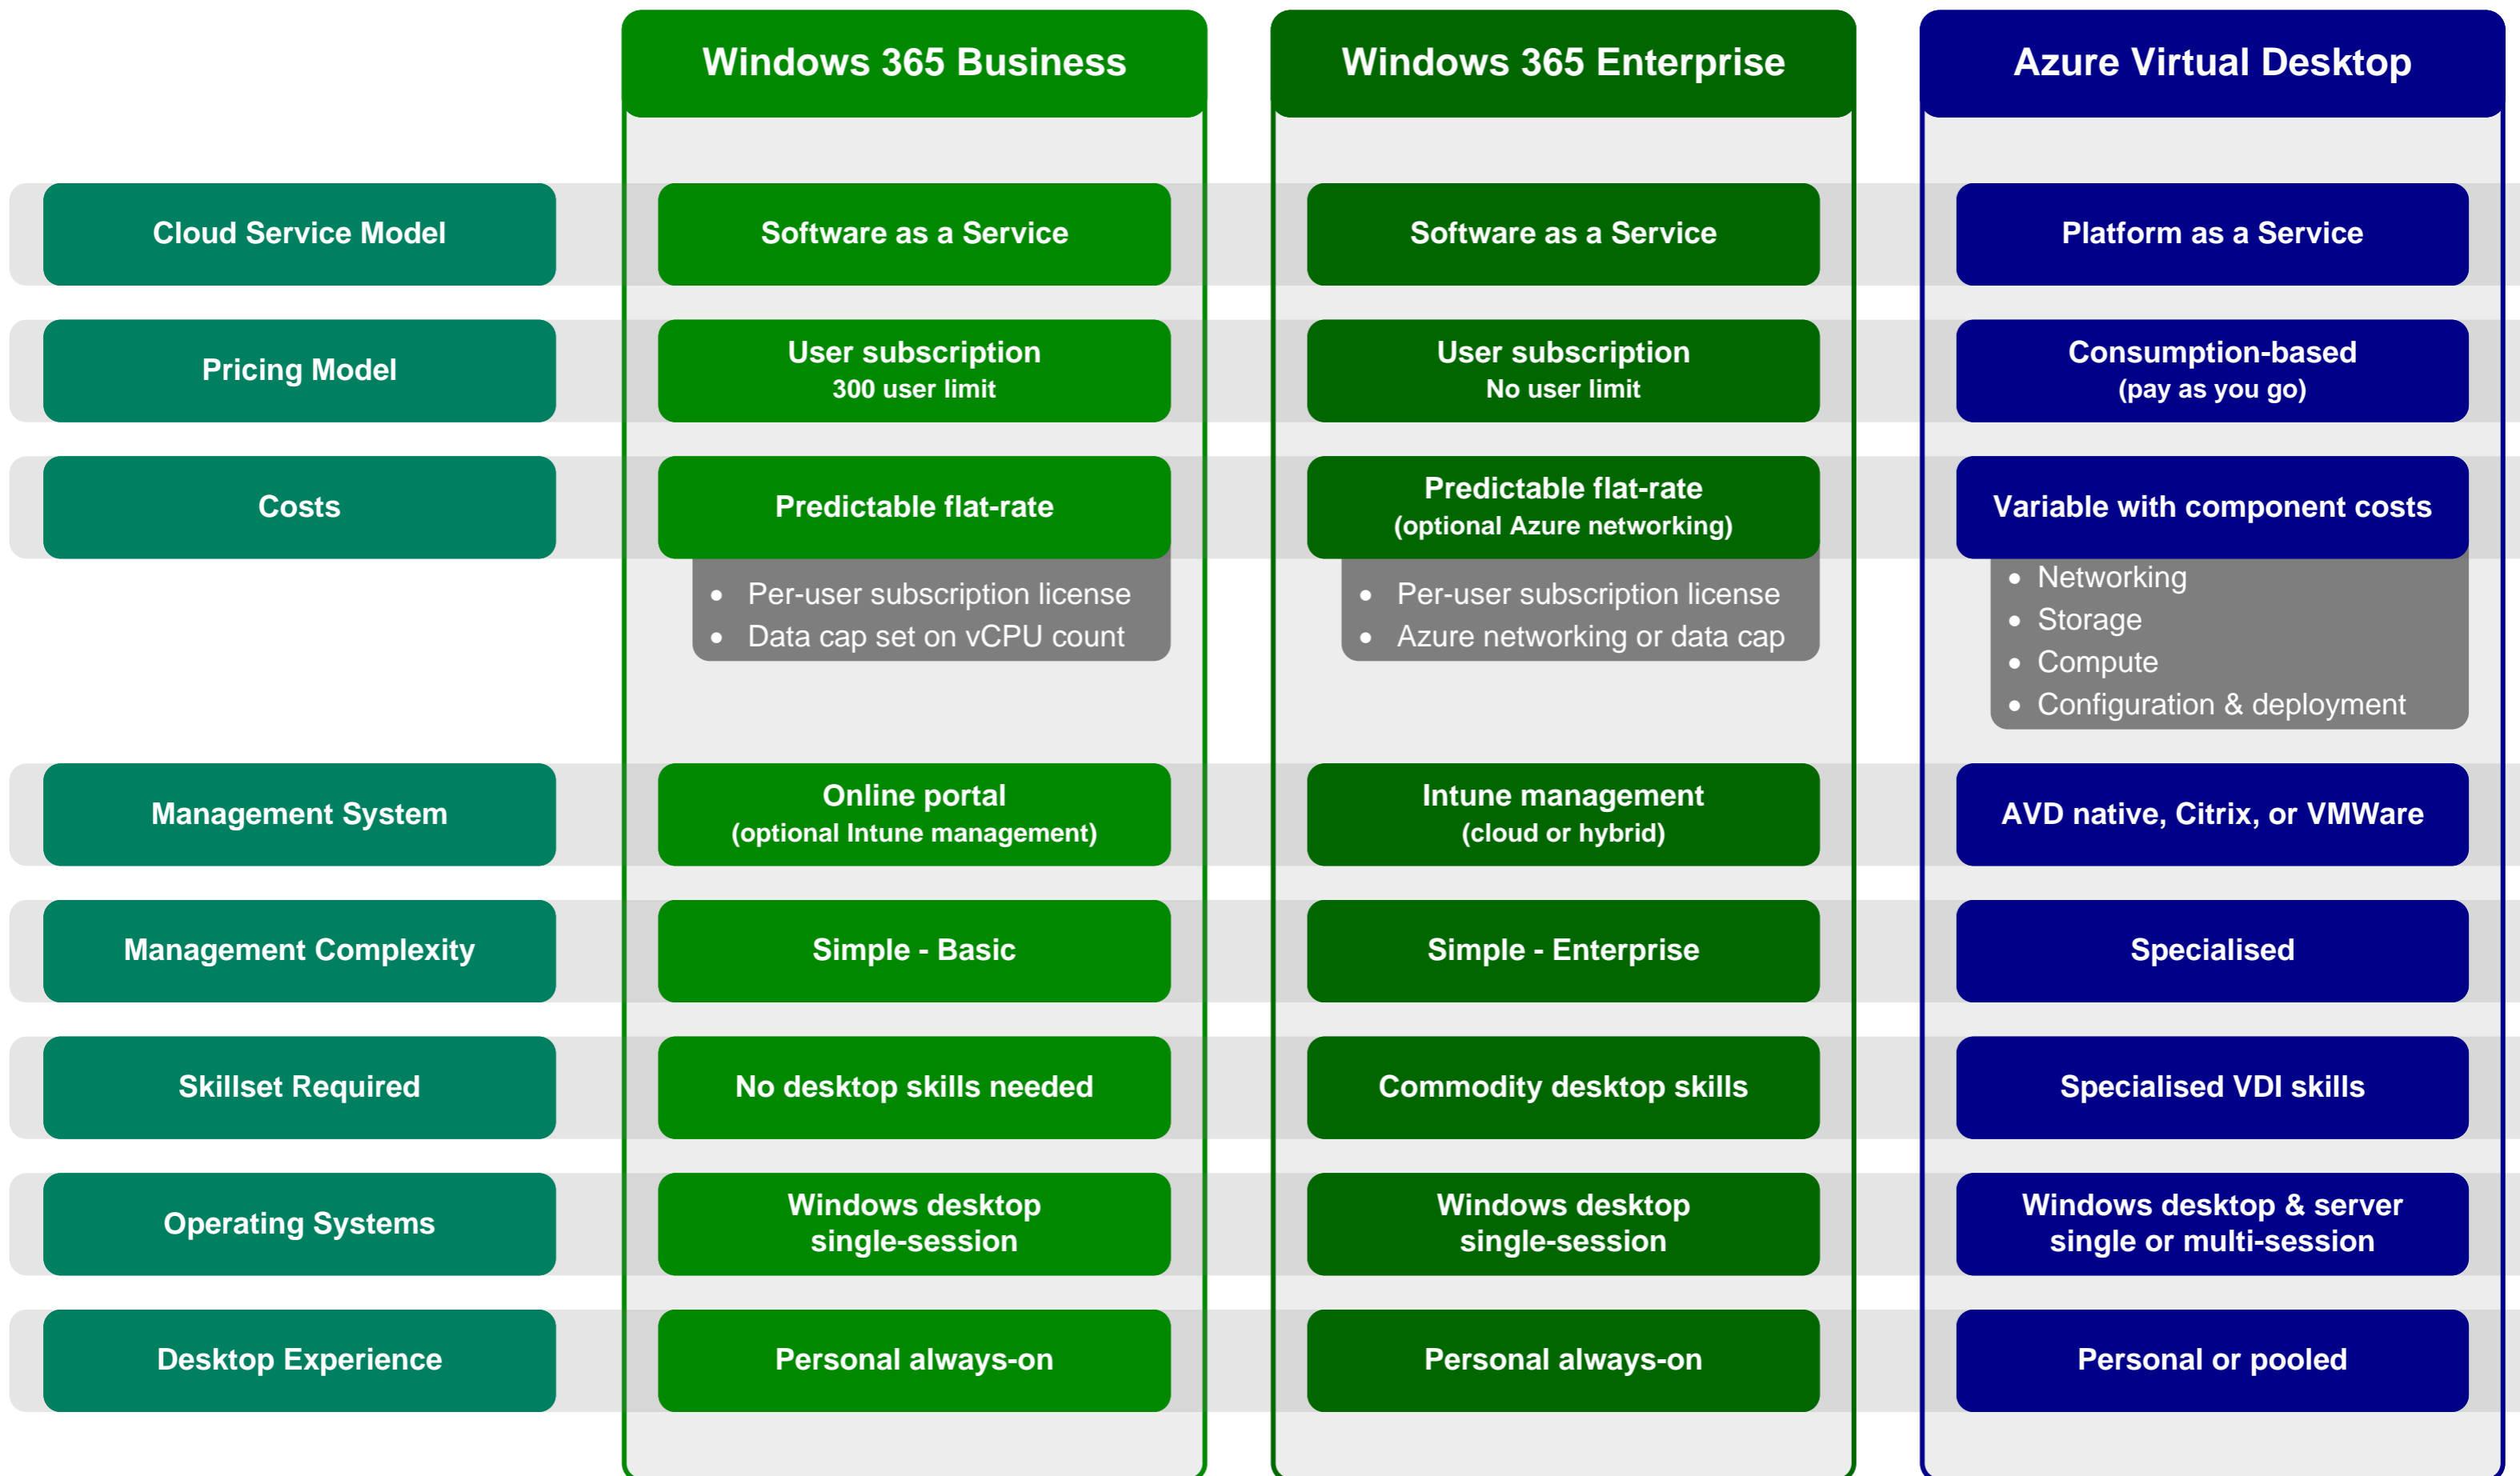 Windows 365 Business
Windows 365 Enterprise
Azure Virtual Desktop
Cloud Service Model
Software as a Service
Software as a Service
Platform as a Service
Pricing Model
User subscription
300 user limit
User subscription
No user limit
Consumption-based
(pay as you go)
Costs
Predictable flat-rate
• Per-user subscription license
• Data cap set on vCPU count
Predictable flat-rate
(optional Azure networking)
• Per-user subscription license
• Azure networking or data cap
Variable with component costs
• Networking
• Storage
• Compute
• Configuration & deployment
Management System
Online portal
(optional Intune management)
Intune management
(cloud or hybrid)
AVD native, Citrix, or VMWare
Management Complexity
Simple - Basic
Simple - Enterprise
Specialised
Skillset Required
No desktop skills needed
Commodity desktop skills
Specialised VDI skills
Operating Systems
Windows desktop
single-session
Windows desktop
single-session
Windows desktop & server
single or multi-session
Desktop Experience
Personal always-on
Personal always-on
Personal or pooled